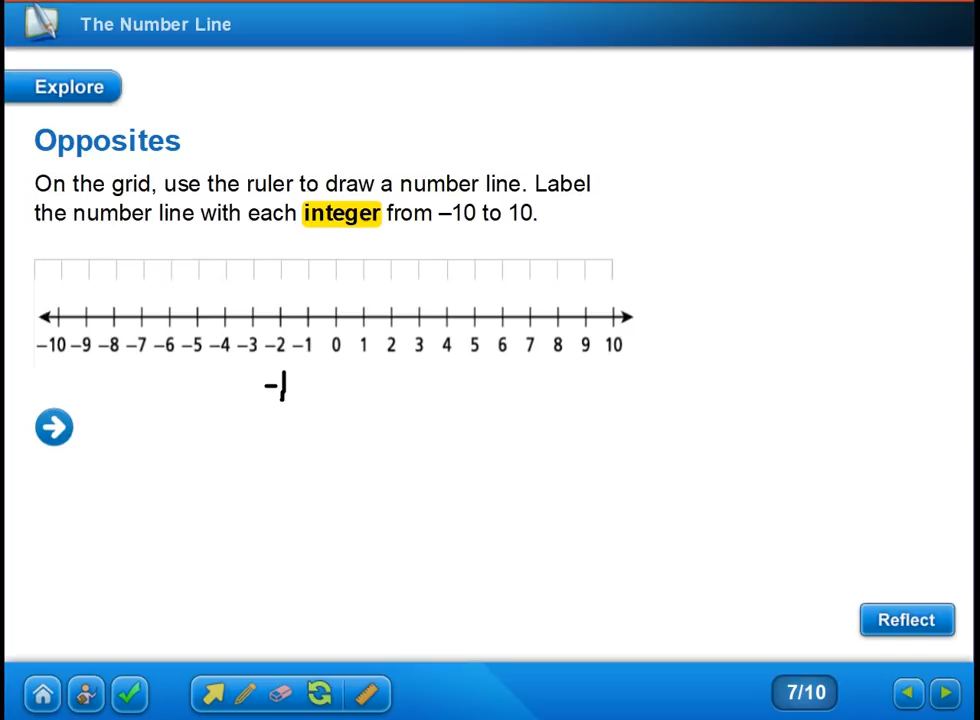 The Number Line
Explore
Opposites
On the grid, use the ruler to draw a number line. Label
the number line with each integer from –10 to 10.
–10 –9 –8 –7 –6 –5 –4 –3 –2 –1 0 1 2 3 4 5 6 7 8 9 10
-1
Reflect
7/10